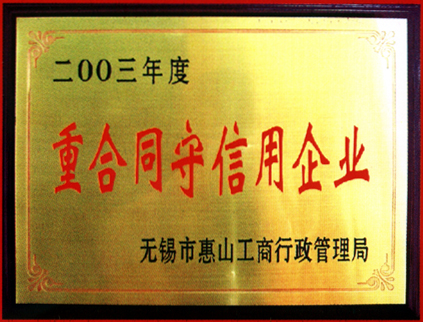 二00三年度
重合同守信用企业
无锡市惠山工商行政管理局